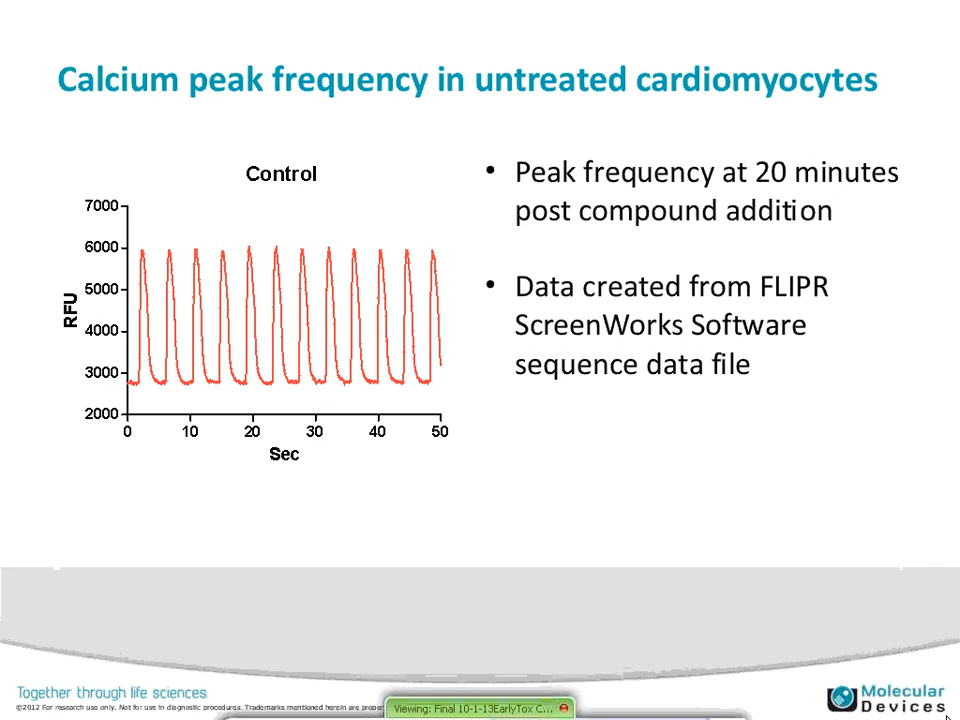 Calcium peak frequency in untreated cardiomyocytes
Control
7000
6000
5000
4000
3000
2000
RFU
0 10 20 30 40 50
Sec
• Peak frequency at 20 minutes
post compound addition
• Data created from FLIPR
ScreenWorks Software
sequence data file
Together through life sciences
©2012 For research use only. Not for use in diagnostic procedures. Trademarks mentioned herein are proper
Viewing: Final 10-1-13EarlyTox C...
Molecular
Devices